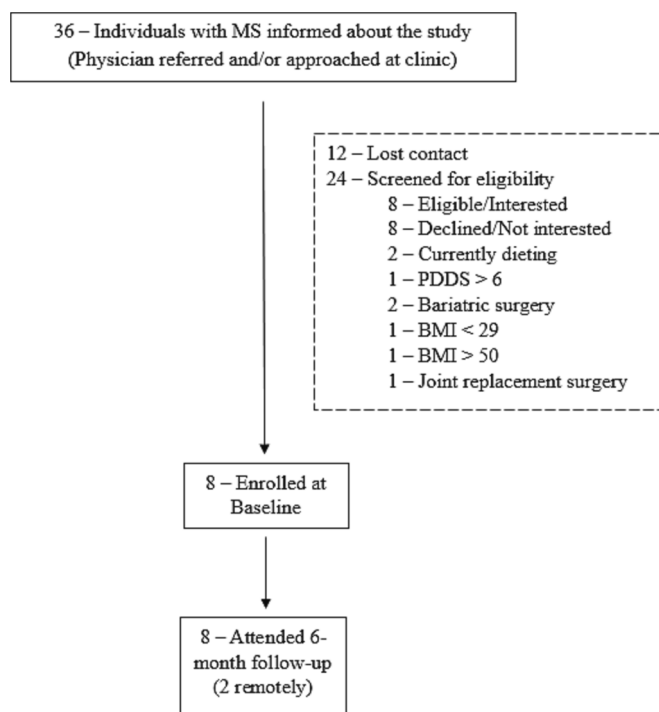 36 – Individuals with MS informed about the study
(Physician referred and/or approached at clinic)
12 – Lost contact
24 – Screened for eligibility
8 – Eligible/Interested
8 – Declined/Not interested
2 – Currently dieting
1 – PDDS > 6
2 – Bariatric surgery
1 – BMI < 29
1 – BMI > 50
1 – Joint replacement surgery
8 – Enrolled at
Baseline
8 – Attended 6-
month follow-up
(2 remotely)